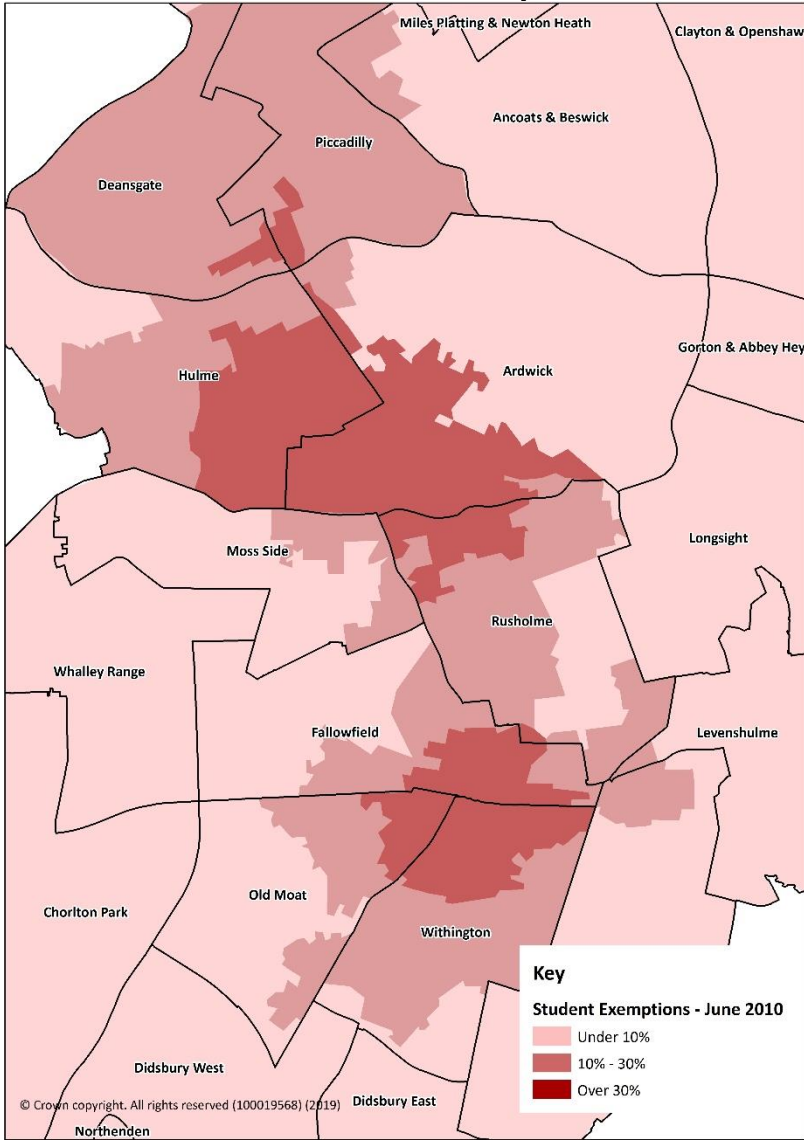 Miles Platting & Newton Heath
Clayton & Openshaw
Ancoats & Beswick
Piccadilly
Deansgate
Gorton & Abbey Hey
Hulme
Ardwick
Longsight
Moss Side
Rusholme
Whalley Range
Fallowfield
Levenshulme
Old Moat
Chorlton Park
Withington
Key
Student Exemptions - June 2010
Under 10%
10% - 30%
Over 30%
Didsbury West
Didsbury East
© Crown copyright. All rights reserved (100019568) (2019)
Northenden